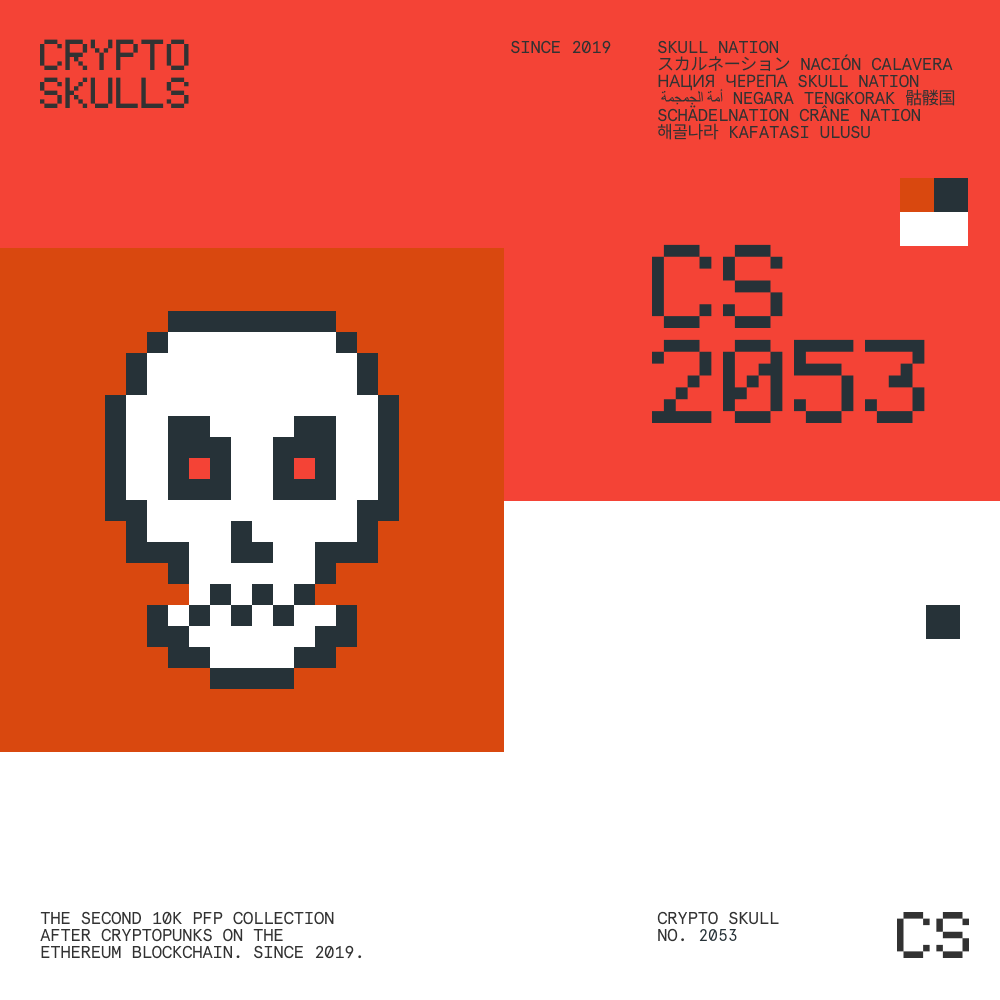 CRYPTO
SKULLS
SINCE 2019
SKULL NATION
スカルネーション NACIÓN CALAVERA
НАЦИЯ ЧЕРЕПА SKULL NATION
أمة الجمجمة NEGARA TENGKORAK 骷髅国
SCHÄDELNATION CRÂNE NATION
해골나라 KAFATASI ULUSU
CS
2053
THE SECOND 10K PFP COLLECTION
AFTER CRYPTOPUNKS ON THE
ETHEREUM BLOCKCHAIN. SINCE 2019.
CRYPTO SKULL
NO. 2053
CS